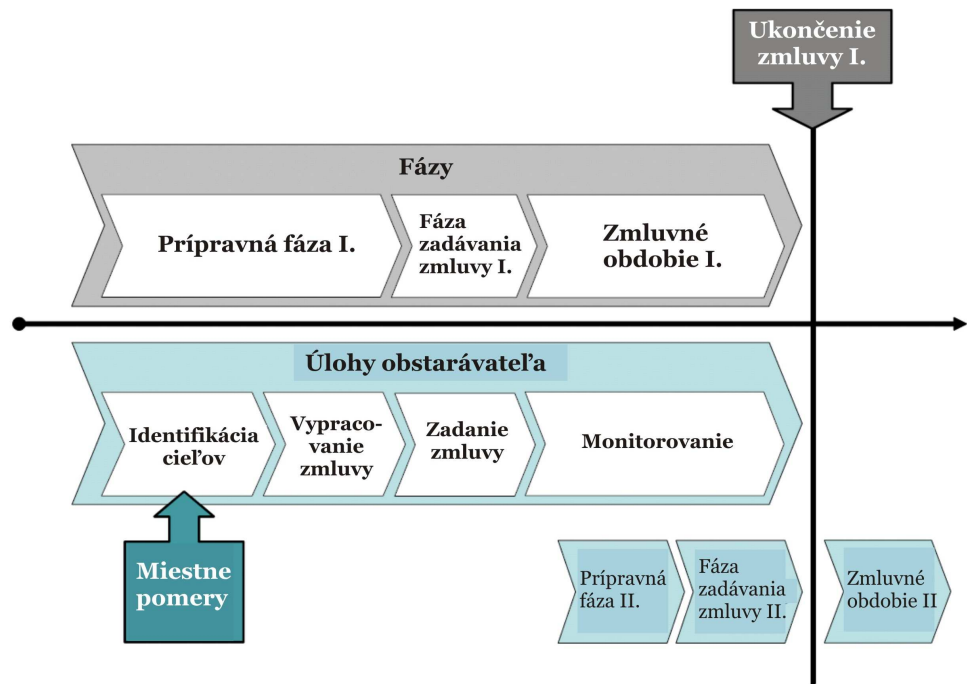 Ukončenie
zmluvy I.
Fázy
Prípravná fáza I.
Fáza
zadávania
zmluvy I.
Zmluvné
obdobie I.
Úlohy obstarávateľa
Identifikácia
cieľov
Vypraco-
vanie
zmluvy
Zadanie
zmluvy
Monitorovanie
Miestne
pomery
Prípravná
fáza II.
Fáza
zadávania
zmluvy II.
Zmluvné
obdobie II